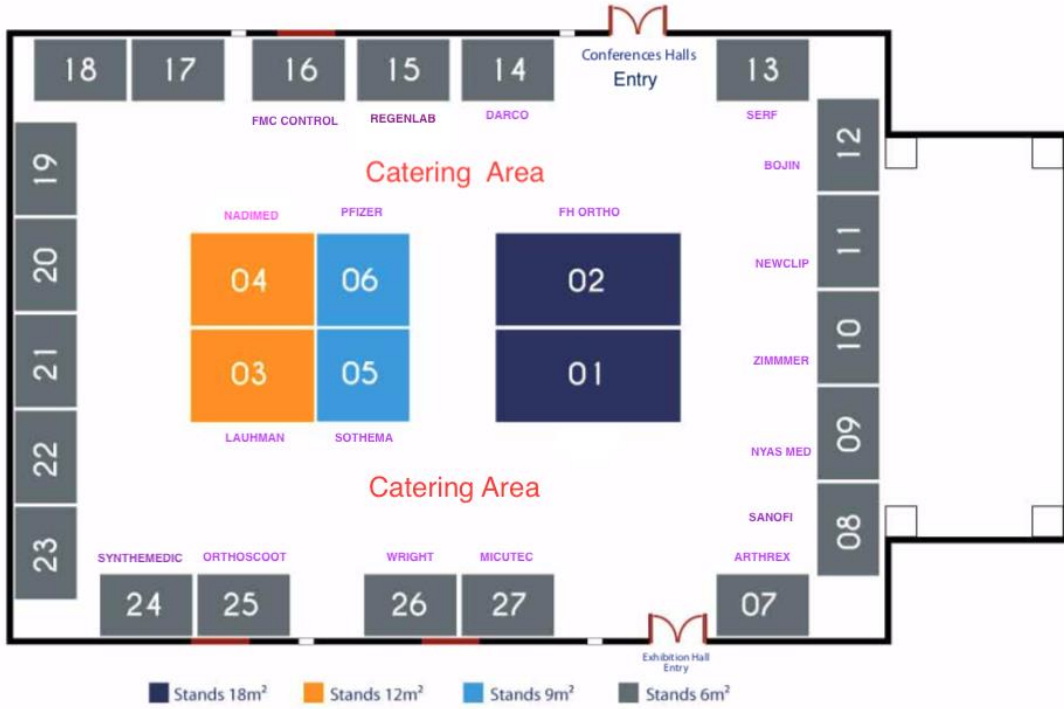 Conferences Halls
Entry
18
17
16
15
14
13
FMC CONTROL
REGENLAB
DARCO
SERF
12
19
BOJIN
Catering Area
NADIMED
PFIZER
FH ORTHO
11
20
NEWCLIP
04
06
02
10
21
ZIMMMER
03
05
01
09
22
LAUHMAN
SOTHEMA
NYAS MED
Catering Area
08
23
SANOFI
SYNTHEMEDIC
ORTHOSCOOT
WRIGHT
MICUTEC
ARTHREX
24
25
26
27
07
Exhibition Hall
Entry
Stands 18m²
Stands 12m²
Stands 9m²
Stands 6m²